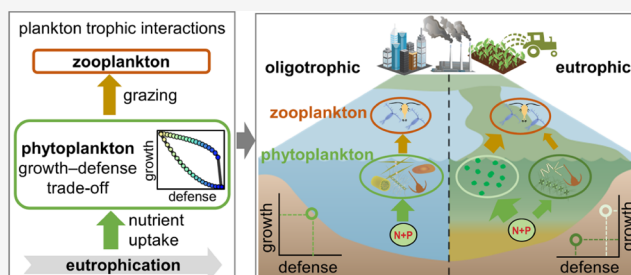 plankton trophic interactions
zooplankton
grazing
phytoplankton
growth–defense
trade-off
growth
defense
nutrient
uptake
eutrophication
oligotrophic
eutrophic
zooplankton
phytoplankton
N+P
N+P
growth
defense
growth
defense